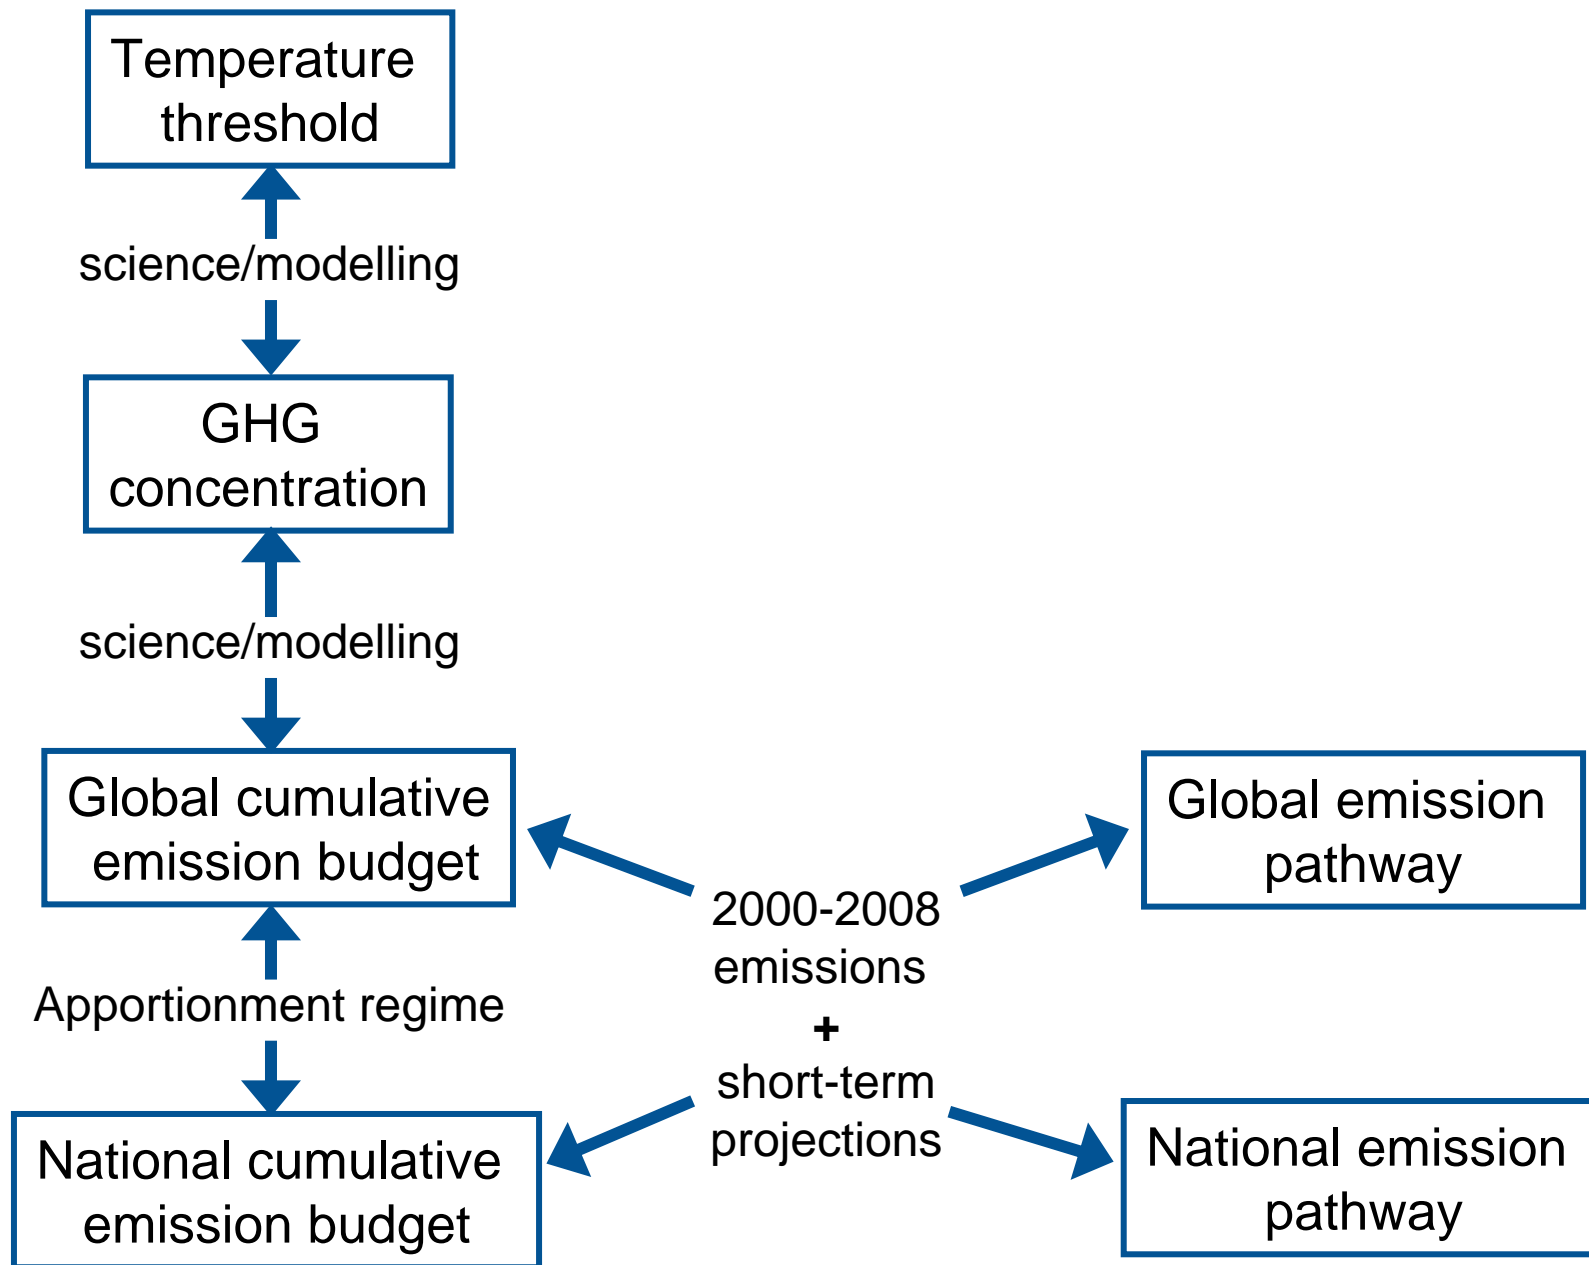 Temperature
threshold
science/modelling
GHG
concentration
science/modelling
Global cumulative
emission budget
Global emission
pathway
2000-2008
emissions
+
short-term
projections
Apportionment regime
National cumulative
emission budget
National emission
pathway